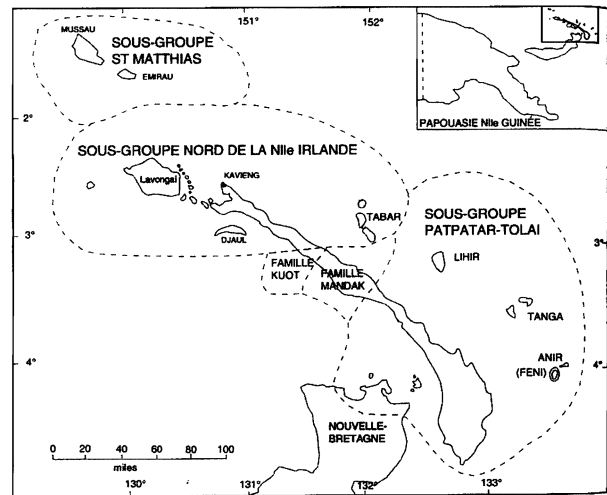 151°
152°
MUSSAU
SOUS-GROUPE
ST MATTHIAS
EMIRAU
PAPOUASIE Nlle GUINÉE
2°
SOUS-GROUPE NORD DE LA Nlle IRLANDE
Lavongai
KAVIENG
TABAR
DJAUL
SOUS-GROUPE
PATPATAR-TOLAI
3°
3°
LIHIR
FAMILLE
KUOT
FAMILLE
MANDAK
TANGA
4°
4°
ANIR
(FENI)
NOUVELLE-
BRETAGNE
0 20 40 60 80 100
miles
130°
131°
132°
133°